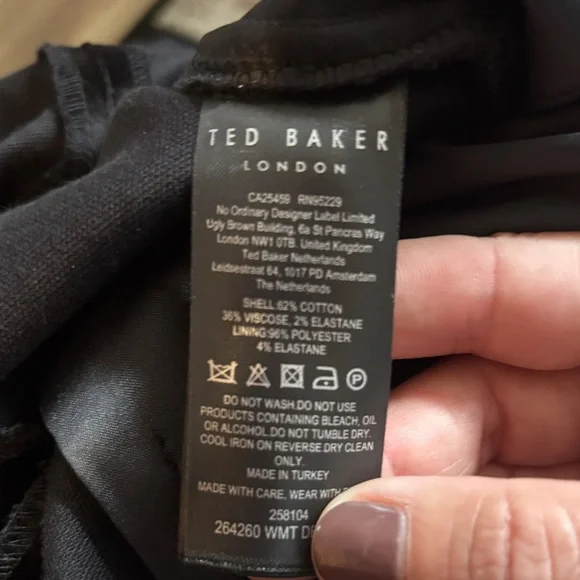 TED BAKER
LONDON
CA25459 RN95229
No Ordinary Designer Label Limited
Ugly Brown Building, 6a St Pancras Way
London NW1 0TB. United Kingdom
Ted Baker Netherlands
Leidsestraat 64, 1017 PD Amsterdam
The Netherlands
SHELL:62% COTTON
36% VISCOSE, 2% ELASTANE
LINING:96% POLYESTER
4% ELASTANE
P
DO NOT WASH.DO NOT USE
PRODUCTS CONTAINING BLEACH, OIL
OR ALCOHOL.DO NOT TUMBLE DRY.
COOL IRON ON REVERSE.DRY CLEAN
ONLY.
MADE IN TURKEY
MADE WITH CARE, WEAR WITH
258104
264260 WMT